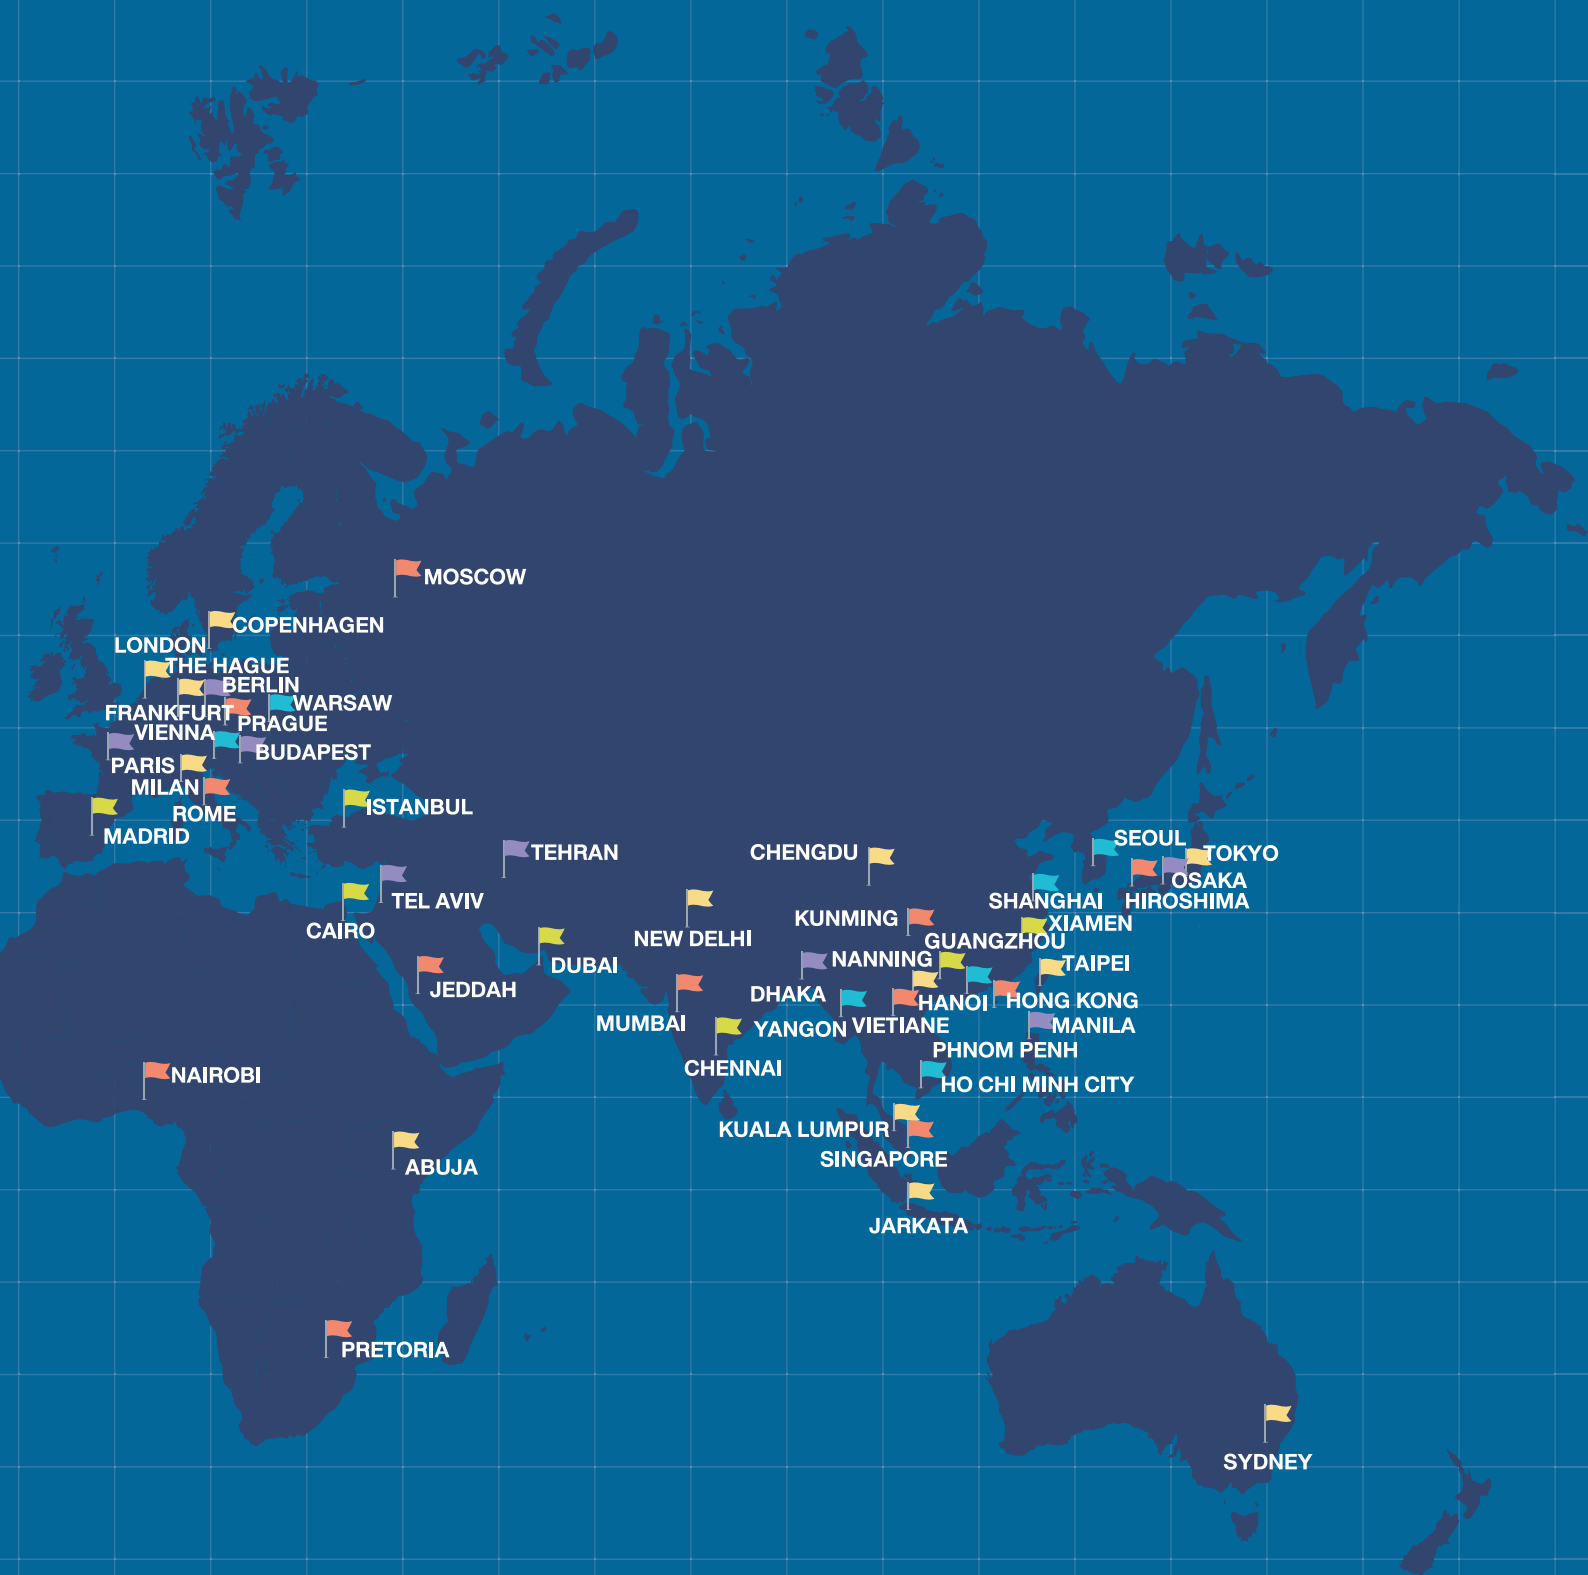 MOSCOW
COPENHAGEN
LONDON
THE HAGUE
BERLIN
WARSAW
FRANKFURT
PRAGUE
VIENNA
BUDAPEST
PARIS
MILAN
ROME
ISTANBUL
MADRID
TEHRAN
CHENGDU
SEOUL
TOKYO
OSAKA
TEL AVIV
SHANGHAI
HIROSHIMA
KUNMING
XIAMEN
CAIRO
NEW DELHI
GUANGZHOU
NANNING
TAIPEI
DUBAI
JEDDAH
DHAKA
HANOI
HONG KONG
MUMBAI
YANGON
VIETIANE
MANILA
PHNOM PENH
CHENNAI
NAIROBI
HO CHI MINH CITY
KUALA LUMPUR
SINGAPORE
ABUJA
JARKATA
PRETORIA
SYDNEY